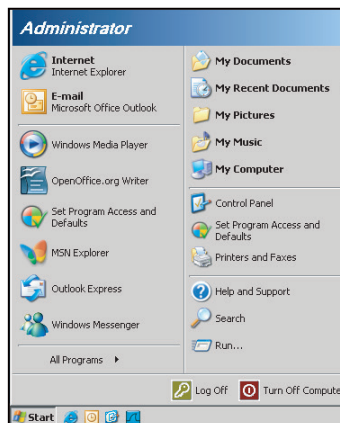 Administrator
Internet
Internet Explorer
E-mail
Microsoft Office Outlook
Windows Media Player
OpenOffice.org Writer
Set Program Access and
Defaults
MSN Explorer
Outlook Express
Windows Messenger
All Programs
My Documents
My Recent Documents
My Pictures
My Music
My Computer
Control Panel
Set Program Access and
Defaults
Printers and Faxes
Help and Support
Search
Run...
Log Off
Turn Off Compute
Start